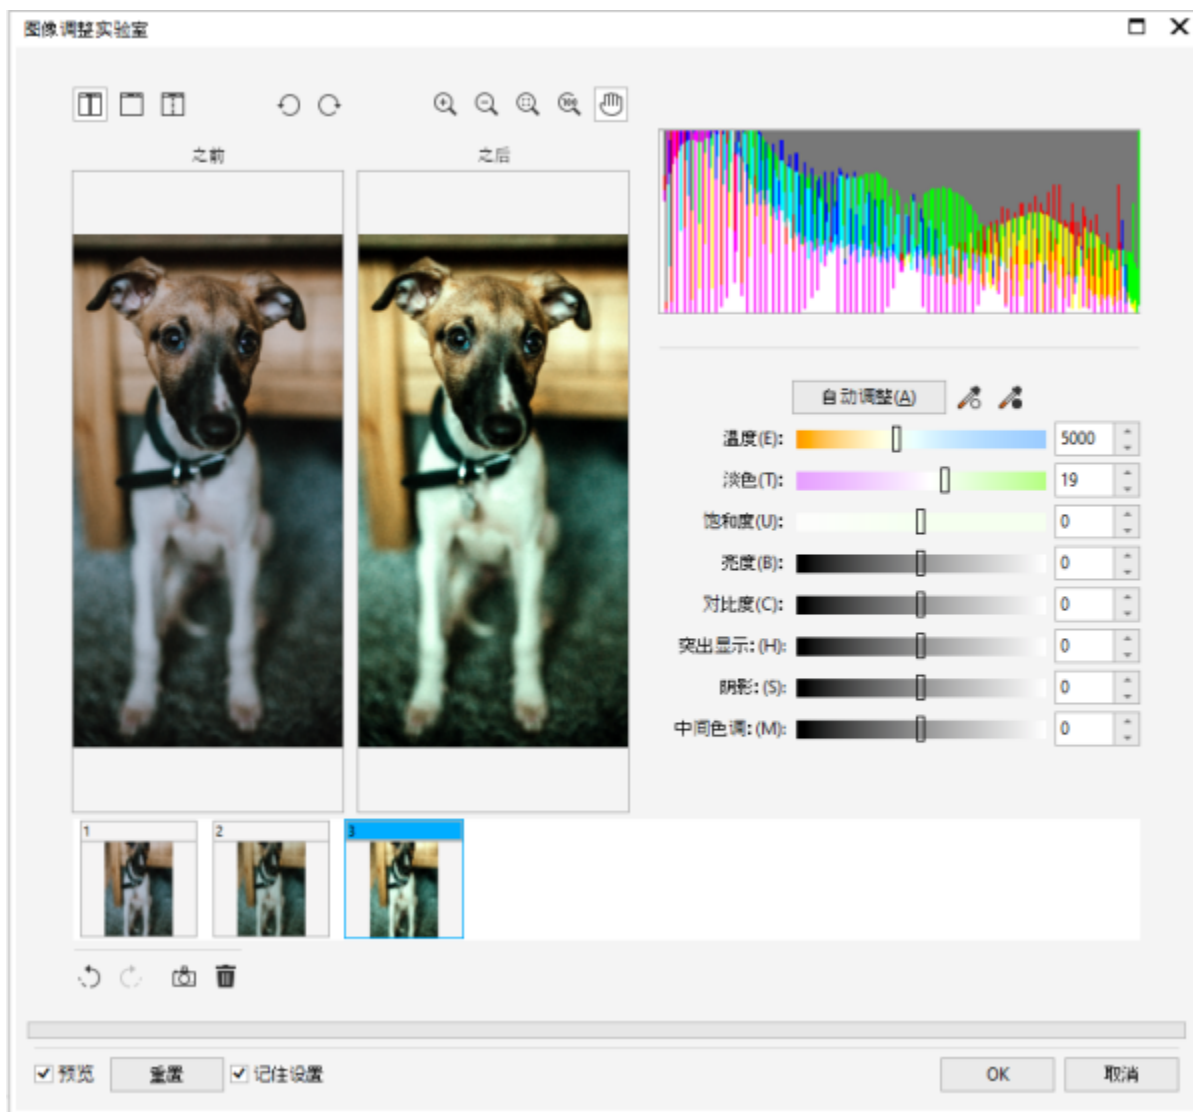 图像调整实验室
之前
之后
自动调整(A)
温度(E): 5000
淡色(T): 19
饱和度(U): 0
亮度(B): 0
对比度(C): 0
突出显示: (H): 0
阴影: (S): 0
中间色调: (M): 0
1 2 3
预览 重置 记住设置 OK 取消